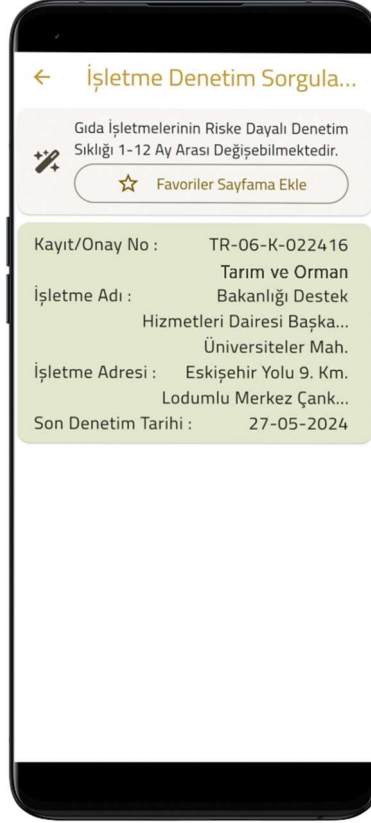 İşletme Denetim Sorgula...
Gıda İşletmelerinin Riske Dayalı Denetim
Sıklığı 1-12 Ay Arası Değişebilmektedir.
Favoriler Sayfama Ekle
Kayıt/Onay No : TR-06-K-022416
Tarım ve Orman
İşletme Adı : Bakanlığı Destek
Hizmetleri Dairesi Başka...
Üniversiteler Mah.
İşletme Adresi : Eskişehir Yolu 9. Km.
Lodumlu Merkez Çank...
Son Denetim Tarihi : 27-05-2024